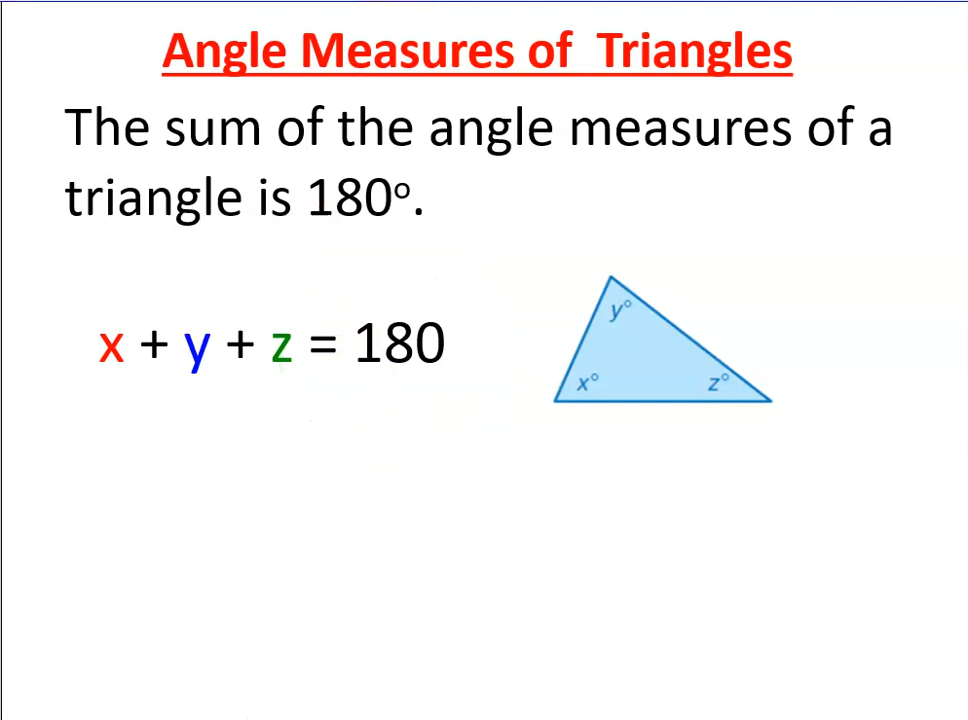 Angle Measures of  Triangles
The sum of the angle measures of a
triangle is 180º.
y°
x + y + z = 180
x°
z°